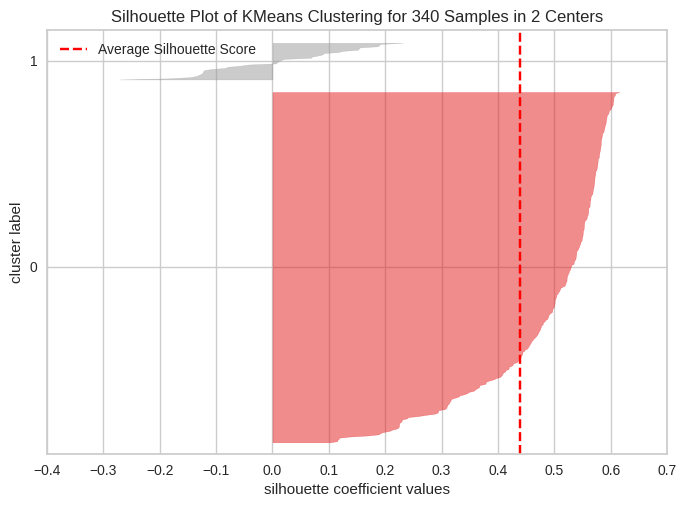 Silhouette Plot of KMeans Clustering for 340 Samples in 2 Centers
Average Silhouette Score
1
0
cluster label
−0.4 −0.3 −0.2 −0.1 0.0 0.1 0.2 0.3 0.4 0.5 0.6 0.7
silhouette coefficient values